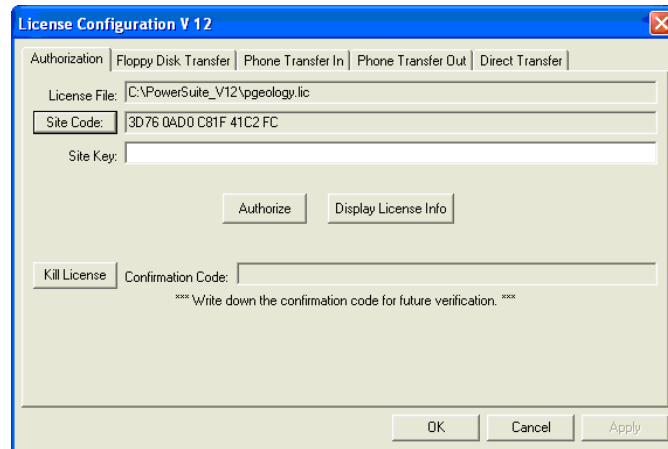 License Configuration V 12
Authorization Floppy Disk Transfer Phone Transfer In Phone Transfer Out Direct Transfer
License File: C:\PowerSuite_V12\pgeology.lic
Site Code: 3D76 0AD0 C81F 41C2 FC
Site Key:
Authorize Display License Info
Kill License Confirmation Code:
*** Write down the confirmation code for future verification. ***
OK Cancel Apply